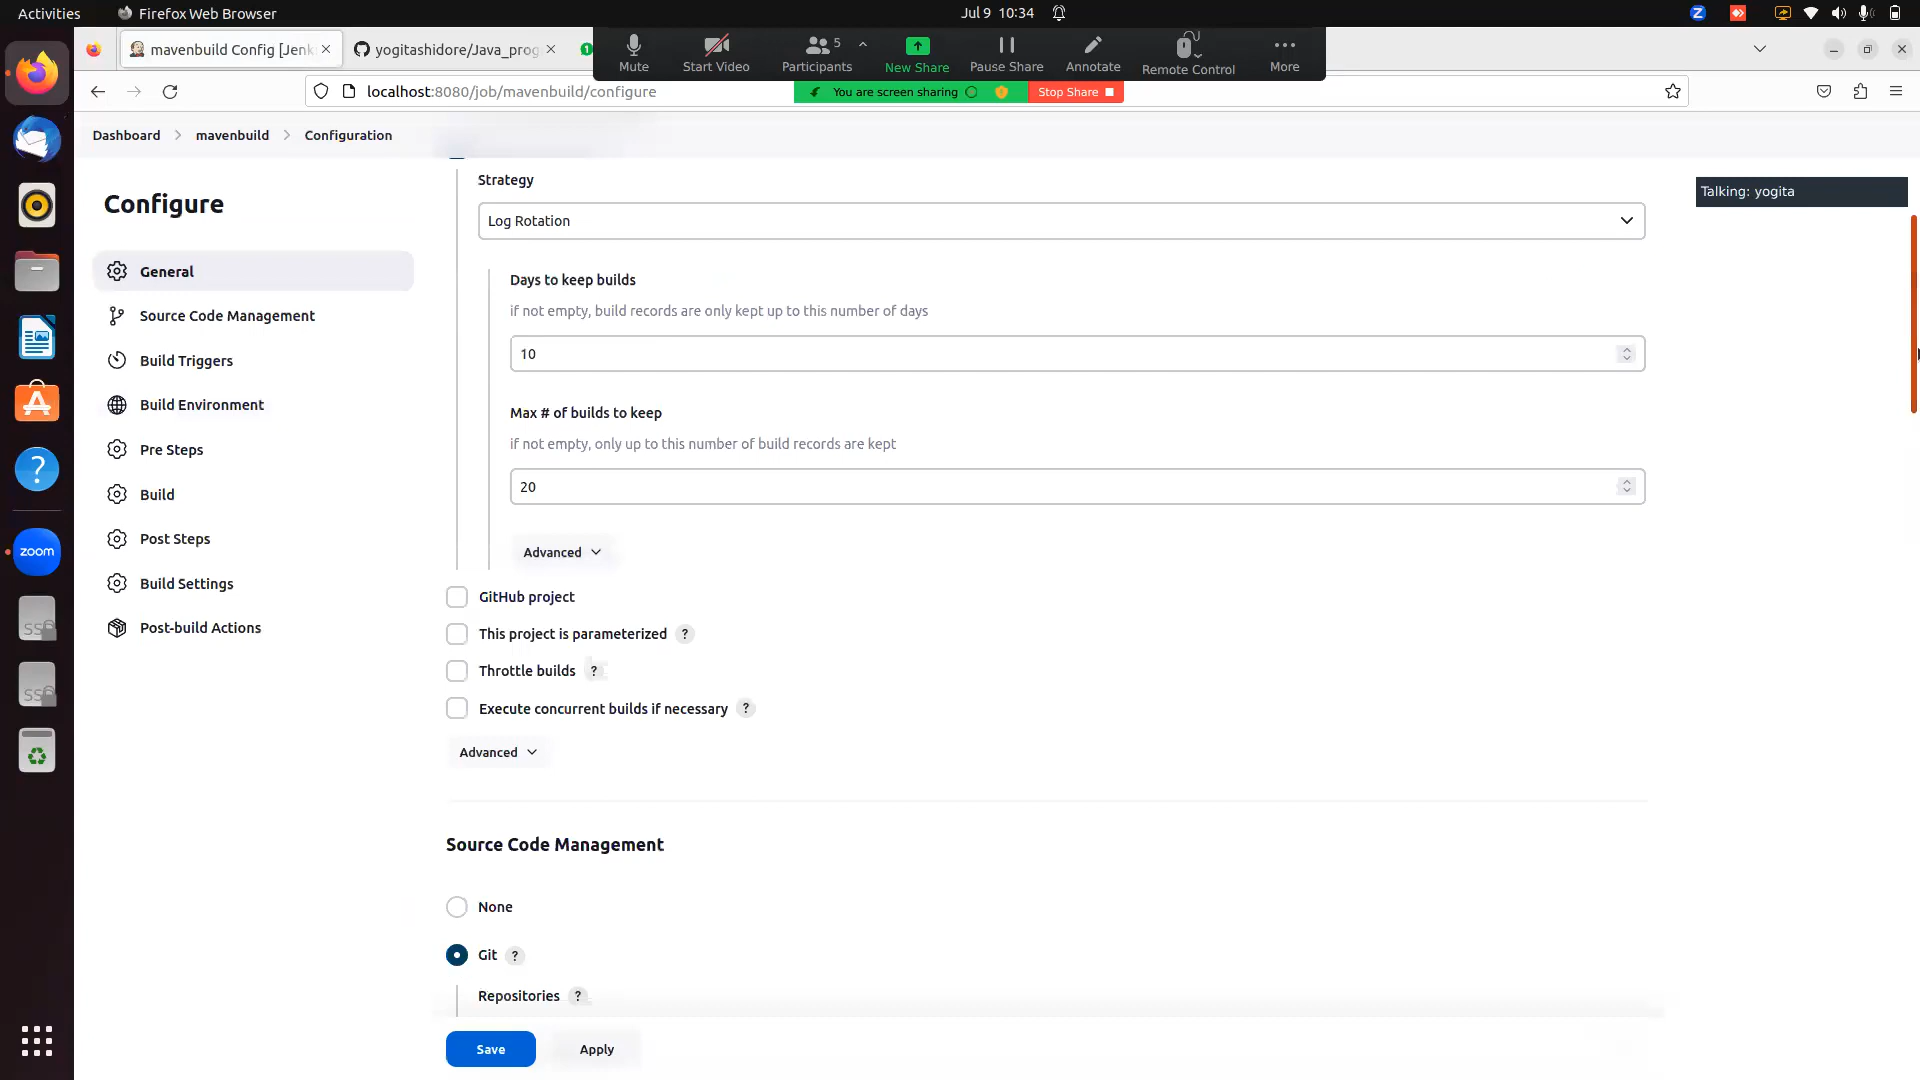 Activities
Firefox Web Browser
Jul 9 10:34
mavenbuild Config [Jenk
yogitashidore/Java_prog
1
Mute
Start Video
Participants
5
New Share
Pause Share
Annotate
Remote Control
More
localhost:8080/job/mavenbuild/configure
You are screen sharing
Stop Share
Dashboard
mavenbuild
Configuration
Talking: yogita
Configure
General
Source Code Management
Build Triggers
Build Environment
Pre Steps
Build
Post Steps
Build Settings
Post-build Actions
zoom
Strategy
Log Rotation
Days to keep builds
if not empty, build records are only kept up to this number of days
10
Max # of builds to keep
if not empty, only up to this number of build records are kept
20
Advanced
GitHub project
This project is parameterized ?
Throttle builds ?
Execute concurrent builds if necessary ?
Advanced
Source Code Management
None
Git ?
Repositories ?
Save
Apply